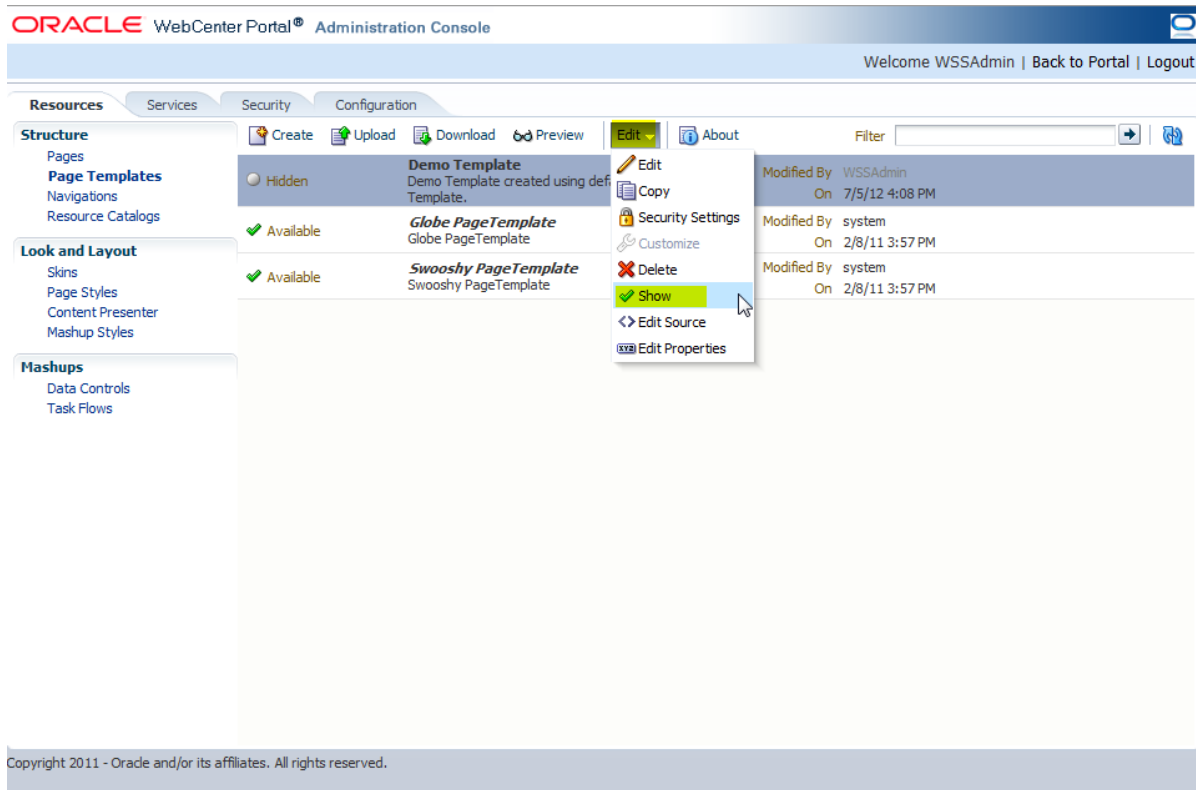 ORACLE WebCenter Portal® Administration Console
Welcome WSSAdmin | Back to Portal | Logout
Resources Services Security Configuration
Structure
Pages
Page Templates
Navigations
Resource Catalogs
Look and Layout
Skins
Page Styles
Content Presenter
Mashup Styles
Mashups
Data Controls
Task Flows
Create Upload Download Preview Edit About Filter
Hidden
Demo Template
Demo Template created using
Template.
Modified By WSSAdmin
On 7/5/12 4:08 PM
Available
Globe PageTemplate
Globe PageTemplate
Modified By system
On 2/8/11 3:57 PM
Available
Swooshy PageTemplate
Swooshy PageTemplate
Modified By system
On 2/8/11 3:57 PM
Edit
Copy
Security Settings
Customize
Delete
Show
Edit Source
xyz Edit Properties
Copyright 2011 - Oracle and/or its affiliates. All rights reserved.